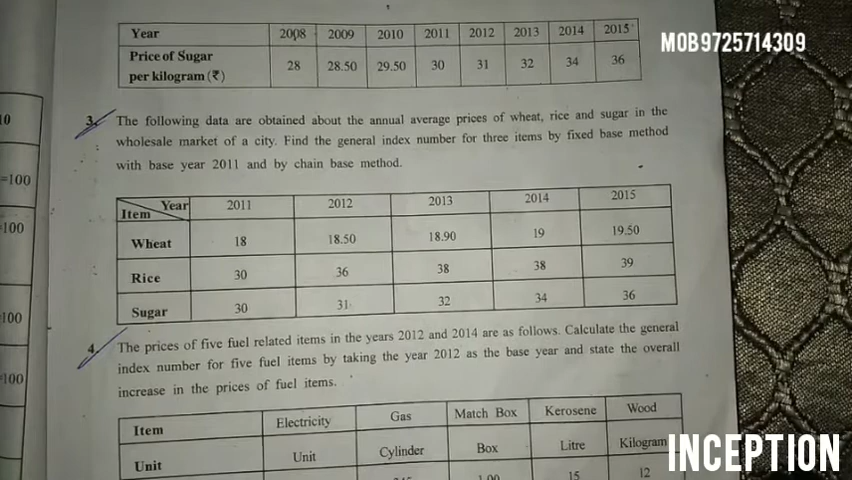 MOB9725714309
Year 2008 2009 2010 2011 2012 2013 2014 2015
Price of Sugar
per kilogram (₹) 28 28.50 29.50 30 31 32 34 36
10
=100
=100
100
=100
3. The following data are obtained about the annual average prices of wheat, rice and sugar in the
wholesale market of a city. Find the general index number for three items by fixed base method
with base year 2011 and by chain base method.
Year
Item 2011 2012 2013 2014 2015
Wheat 18 18.50 18.90 19 19.50
Rice 30 36 38 38 39
Sugar 30 31 32 34 36
4. The prices of five fuel related items in the years 2012 and 2014 are as follows. Calculate the general
index number for five fuel items by taking the year 2012 as the base year and state the overall
increase in the prices of fuel items.
Item Electricity Gas Match Box Kerosene Wood
Unit Unit Cylinder Box Litre Kilogram
1.00 15 12
INCEPTION